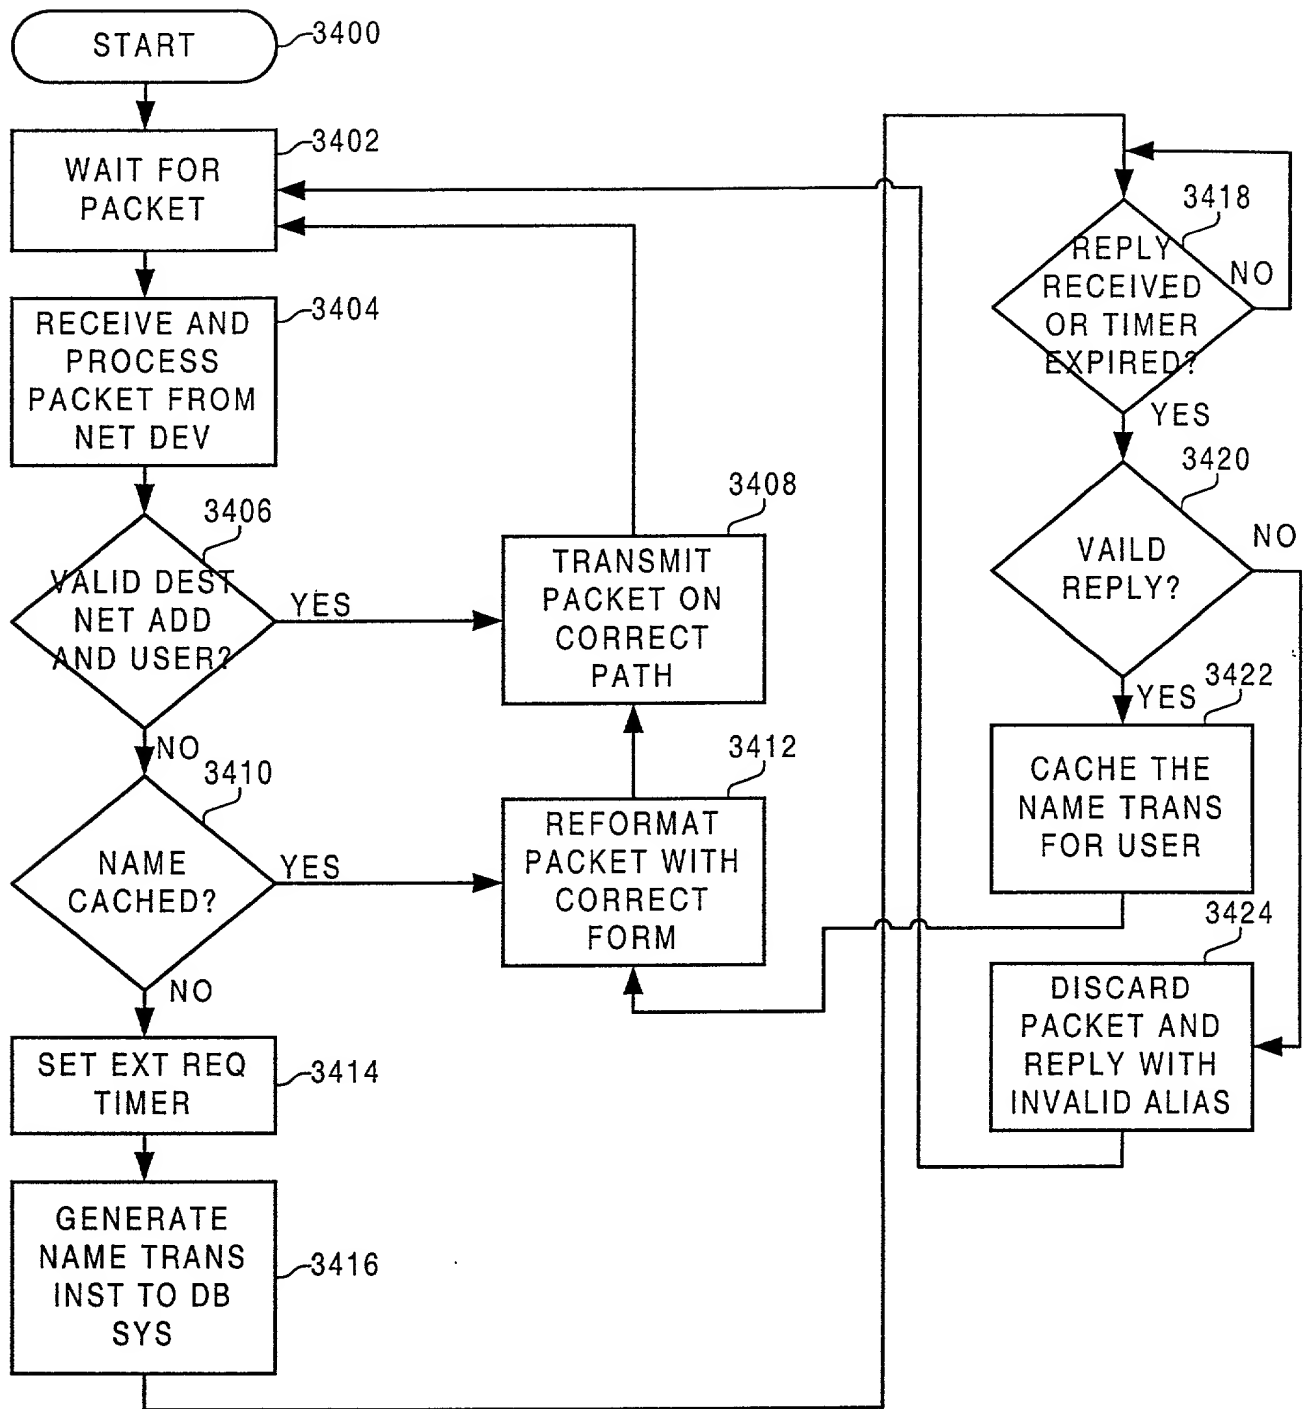 START
3400
WAIT FOR
PACKET
3402
RECEIVE AND
PROCESS
PACKET FROM
NET DEV
3404
VALID DEST
NET ADD
AND USER?
3406
YES
NO
TRANSMIT
PACKET ON
CORRECT
PATH
3408
NAME
CACHED?
3410
YES
NO
REFORMAT
PACKET WITH
CORRECT
FORM
3412
SET EXT REQ
TIMER
3414
GENERATE
NAME TRANS
INST TO DB
SYS
3416
REPLY
RECEIVED
OR TIMER
EXPIRED?
3418
NO
YES
VAILD
REPLY?
3420
NO
YES
CACHE THE
NAME TRANS
FOR USER
3422
DISCARD
PACKET AND
REPLY WITH
INVALID ALIAS
3424